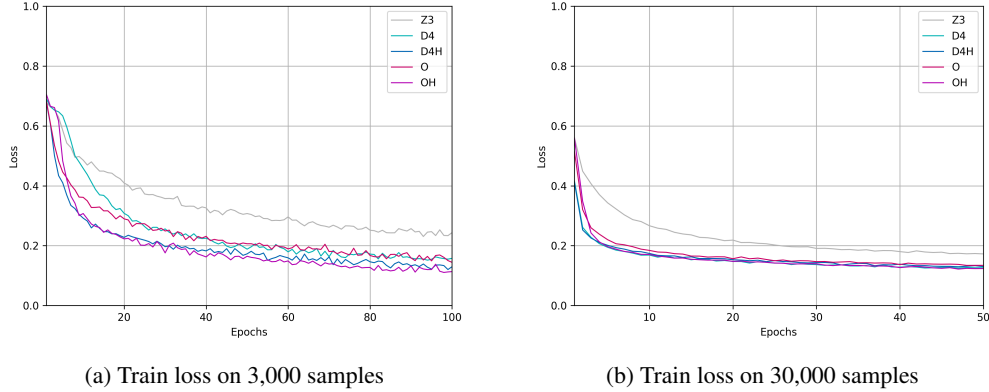 1.0
0.8
0.6
0.4
0.2
0.0
Loss
20
40
60
80
100
Epochs
Z3
D4
D4H
O
OH
(a) Train loss on 3,000 samples
1.0
0.8
0.6
0.4
0.2
0.0
Loss
10
20
30
40
50
Epochs
Z3
D4
D4H
O
OH
(b) Train loss on 30,000 samples